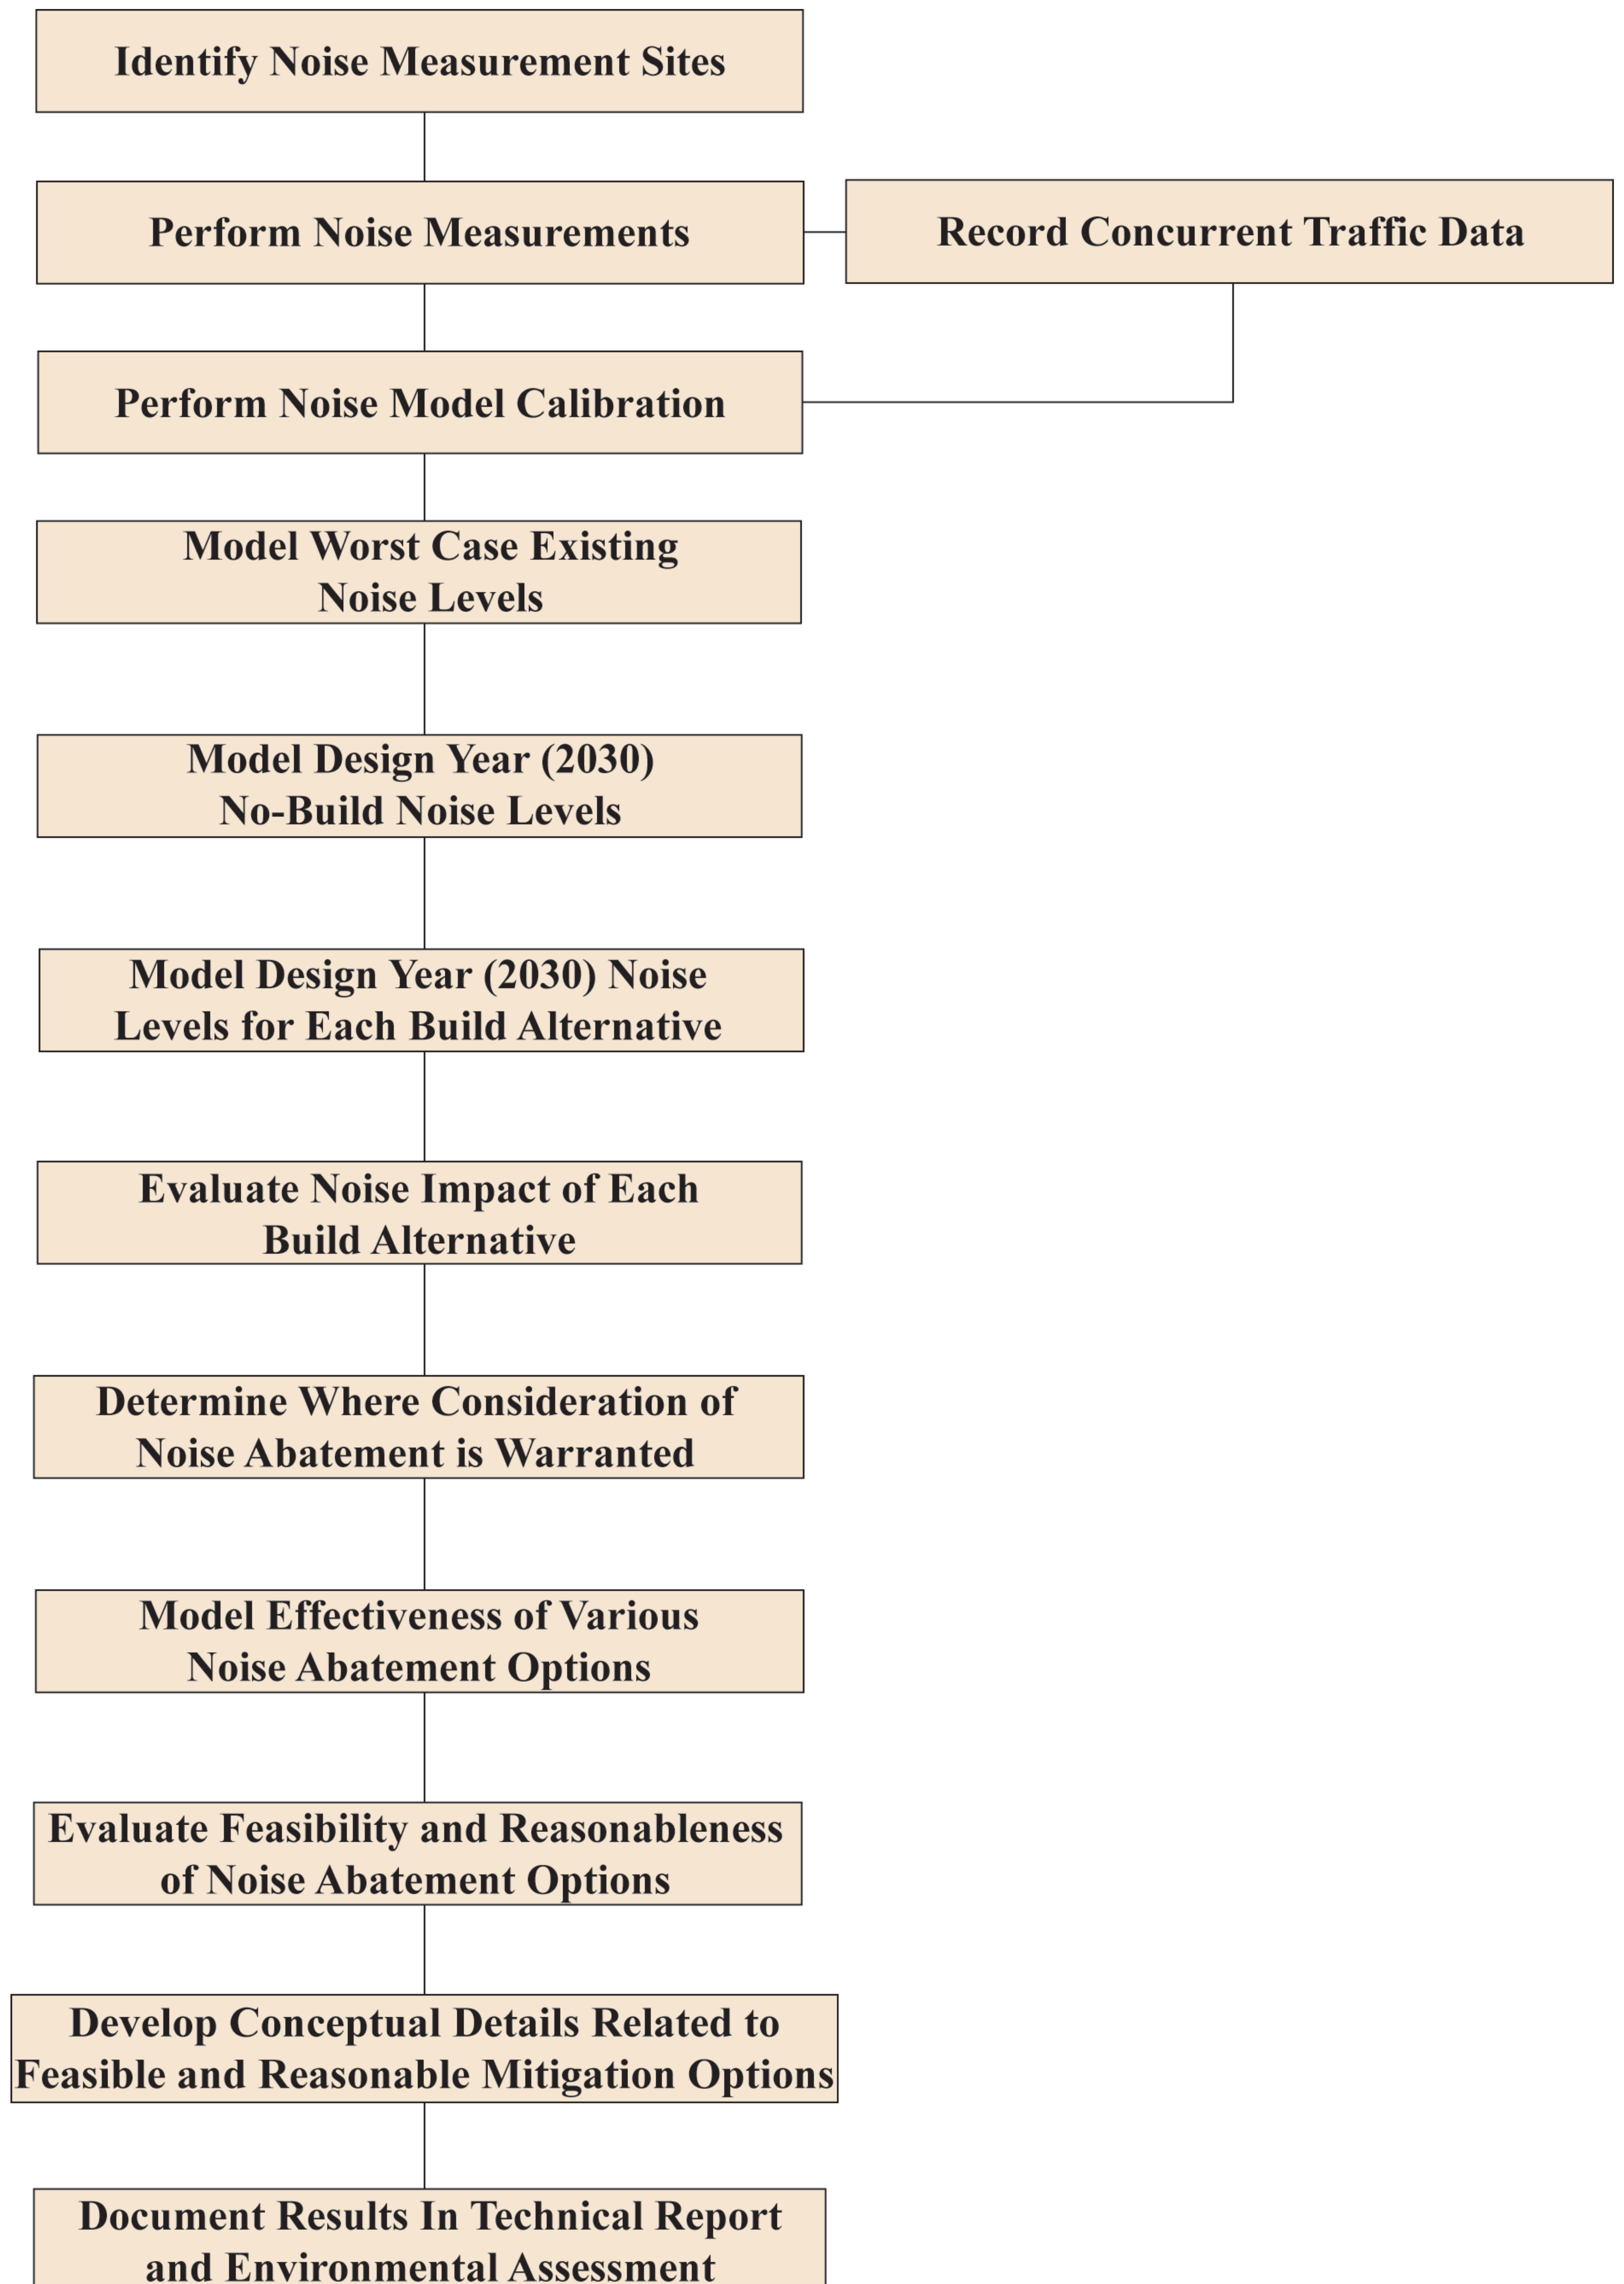 Identify Noise Measurement Sites
Perform Noise Measurements
Record Concurrent Traffic Data
Perform Noise Model Calibration
Model Worst Case Existing
Noise Levels
Model Design Year (2030)
No-Build Noise Levels
Model Design Year (2030) Noise
Levels for Each Build Alternative
Evaluate Noise Impact of Each
Build Alternative
Determine Where Consideration of
Noise Abatement is Warranted
Model Effectiveness of Various
Noise Abatement Options
Evaluate Feasibility and Reasonableness
of Noise Abatement Options
Develop Conceptual Details Related to
Feasible and Reasonable Mitigation Options
Document Results In Technical Report
and Environmental Assessment